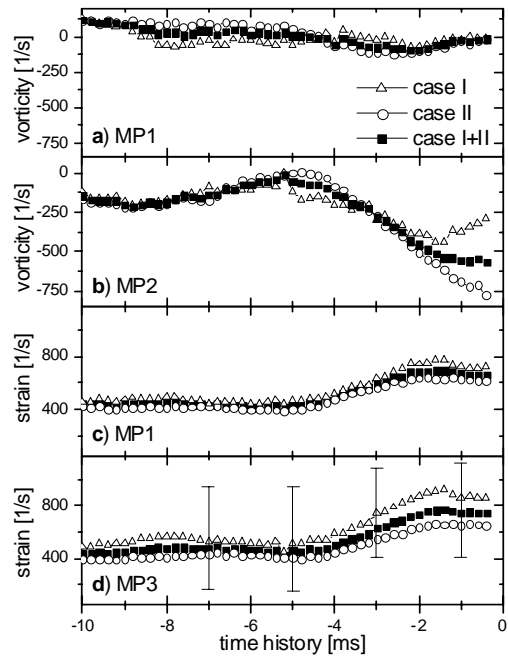 0
-250
-500
-750
vorticity [1/s]
case I
case II
case I+II
a) MP1
0
-250
-500
-750
vorticity [1/s]
b) MP2
800
400
strain [1/s]
c) MP1
800
400
strain [1/s]
d) MP3
-10 -8 -6 -4 -2 0
time history [ms]